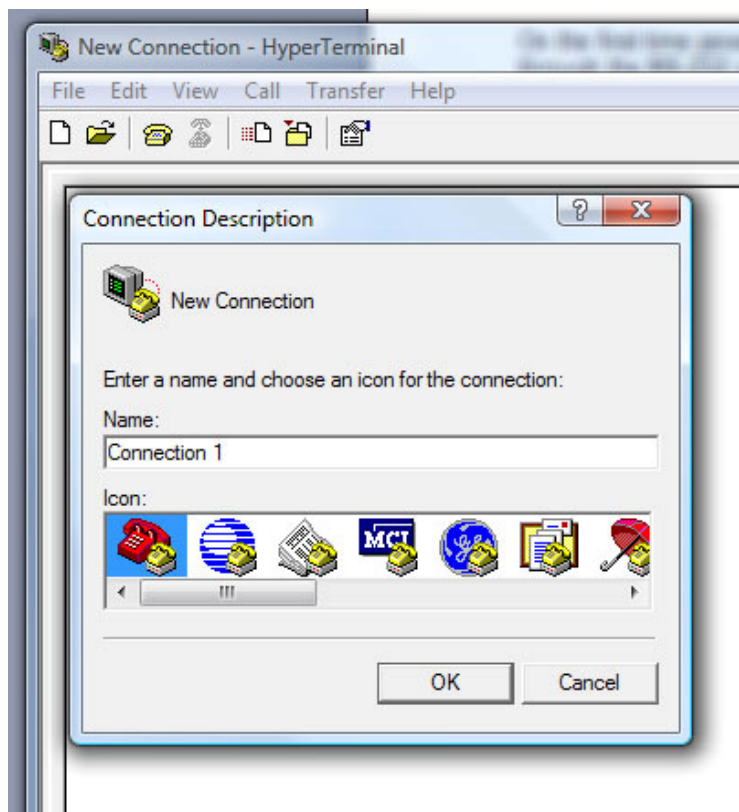 New Connection - HyperTerminal
File Edit View Call Transfer Help
Connection Description
New Connection
Enter a name and choose an icon for the connection:
Name:
Connection 1
Icon:
MCI
OK Cancel